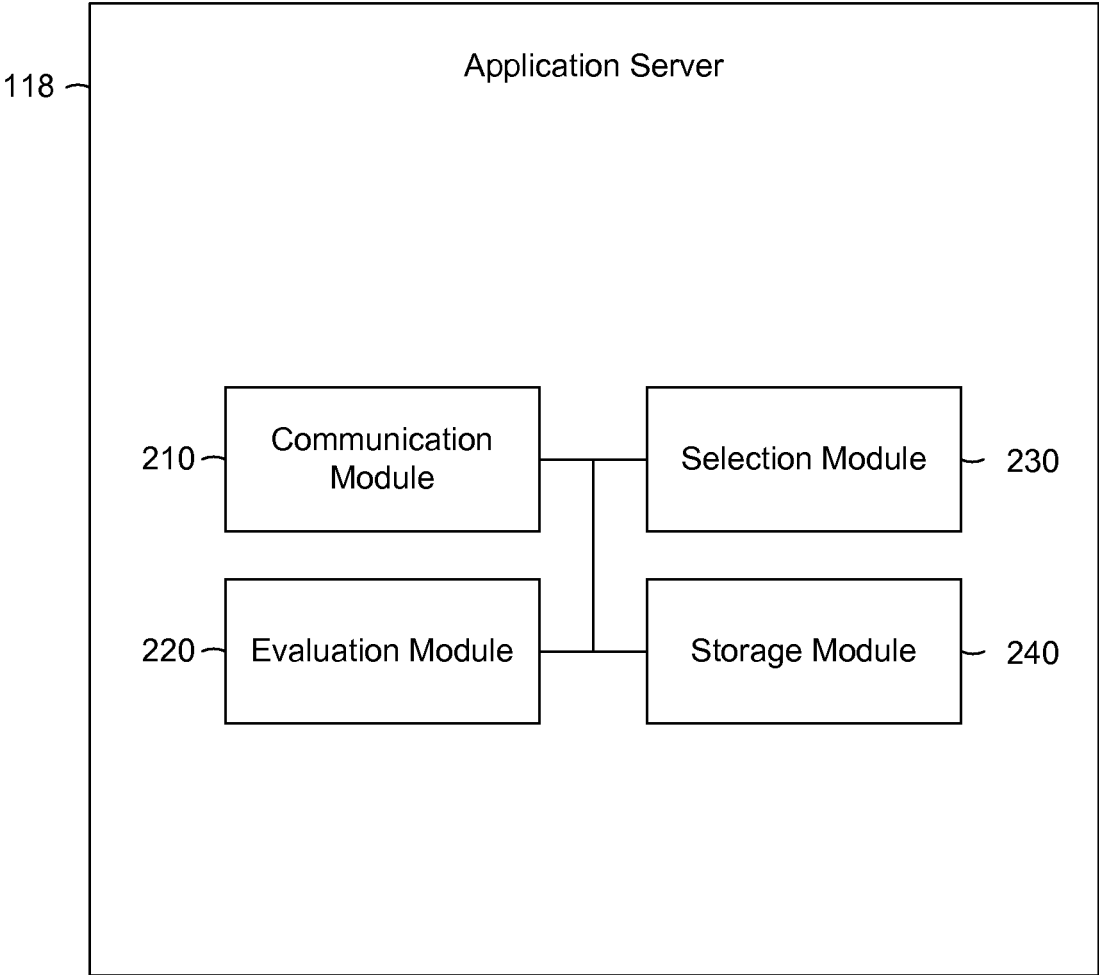 Application Server
118
Communication
Module
210
Selection Module
230
Evaluation Module
220
Storage Module
240